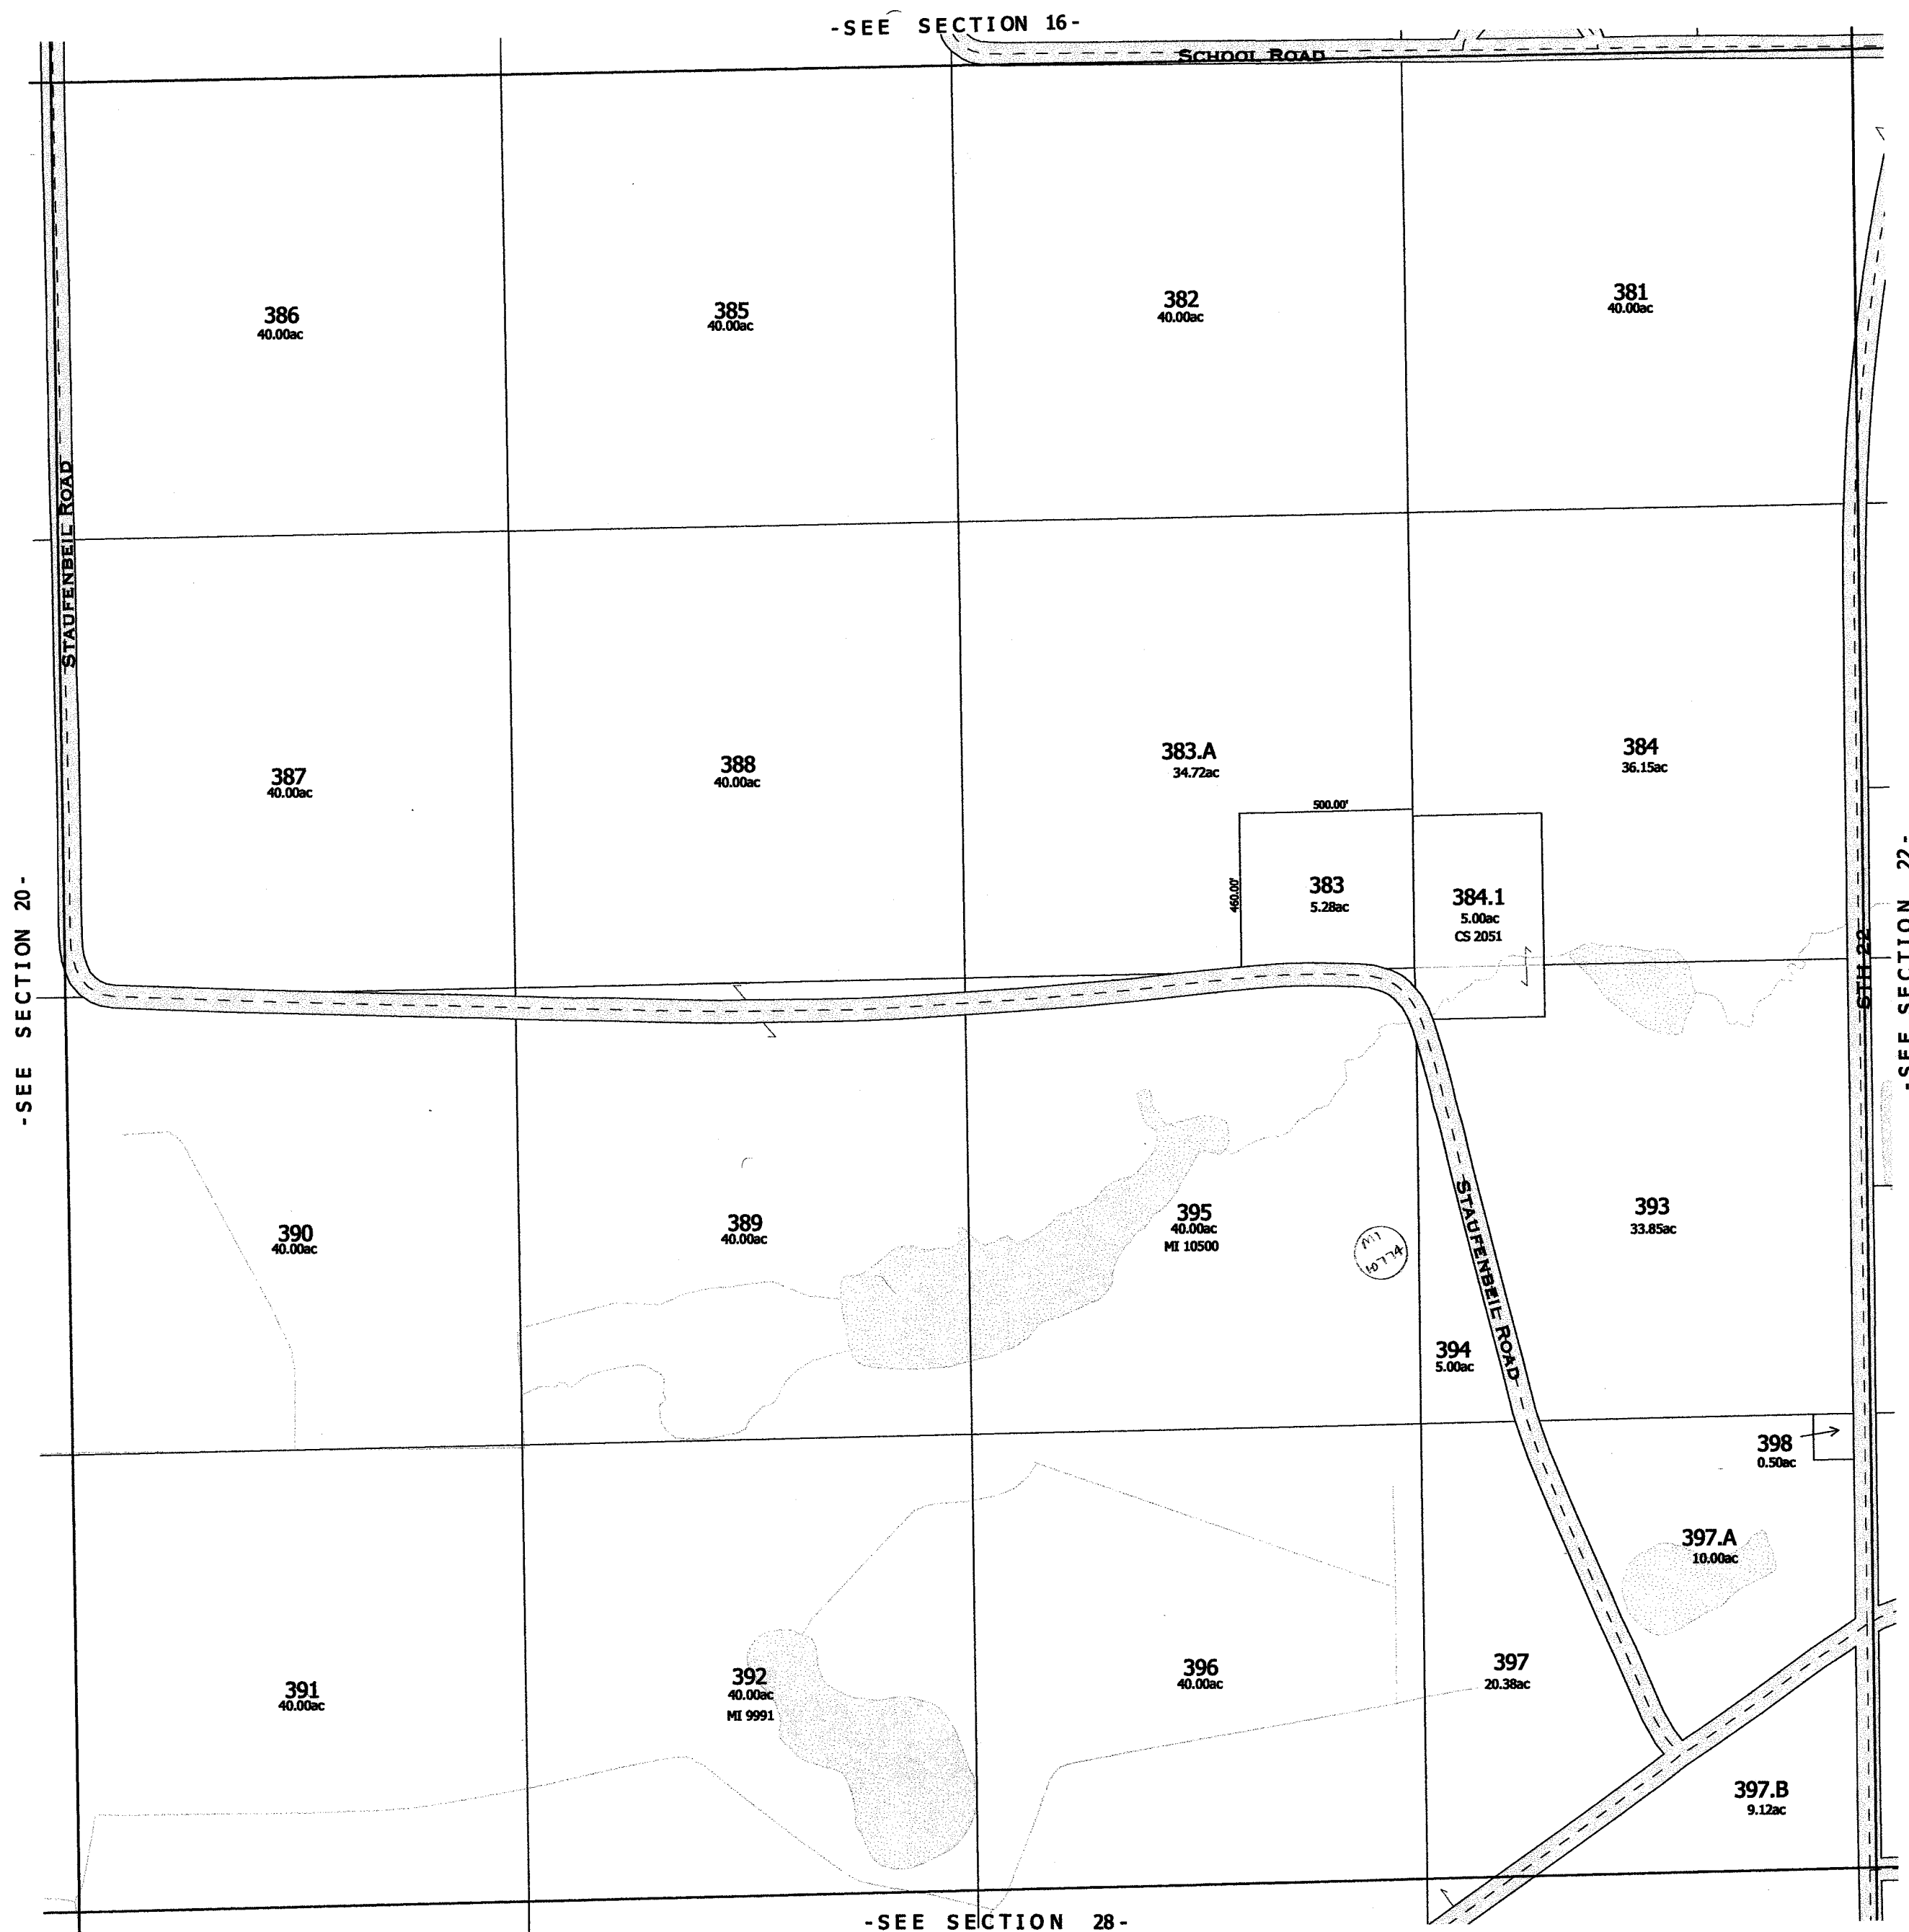 -SEE SECTION 16-
SCHOOL ROAD
386
40.00ac
385
40.00ac
382
40.00ac
381
40.00ac
STAUFENBEIL ROAD
387
40.00ac
388
40.00ac
383.A
34.72ac
384
36.15ac
500.00'
460.00'
383
5.28ac
384.1
5.00ac
CS 2051
-SEE SECTION 20-
-SEE SECTION 22-
STH 22
390
40.00ac
389
40.00ac
395
40.00ac
MI 10500
MI
10774
STAUFENBEIL ROAD
393
33.85ac
394
5.00ac
398
0.50ac
397.A
10.00ac
391
40.00ac
392
40.00ac
MI 9991
396
40.00ac
397
20.38ac
397.B
9.12ac
-SEE SECTION 28-